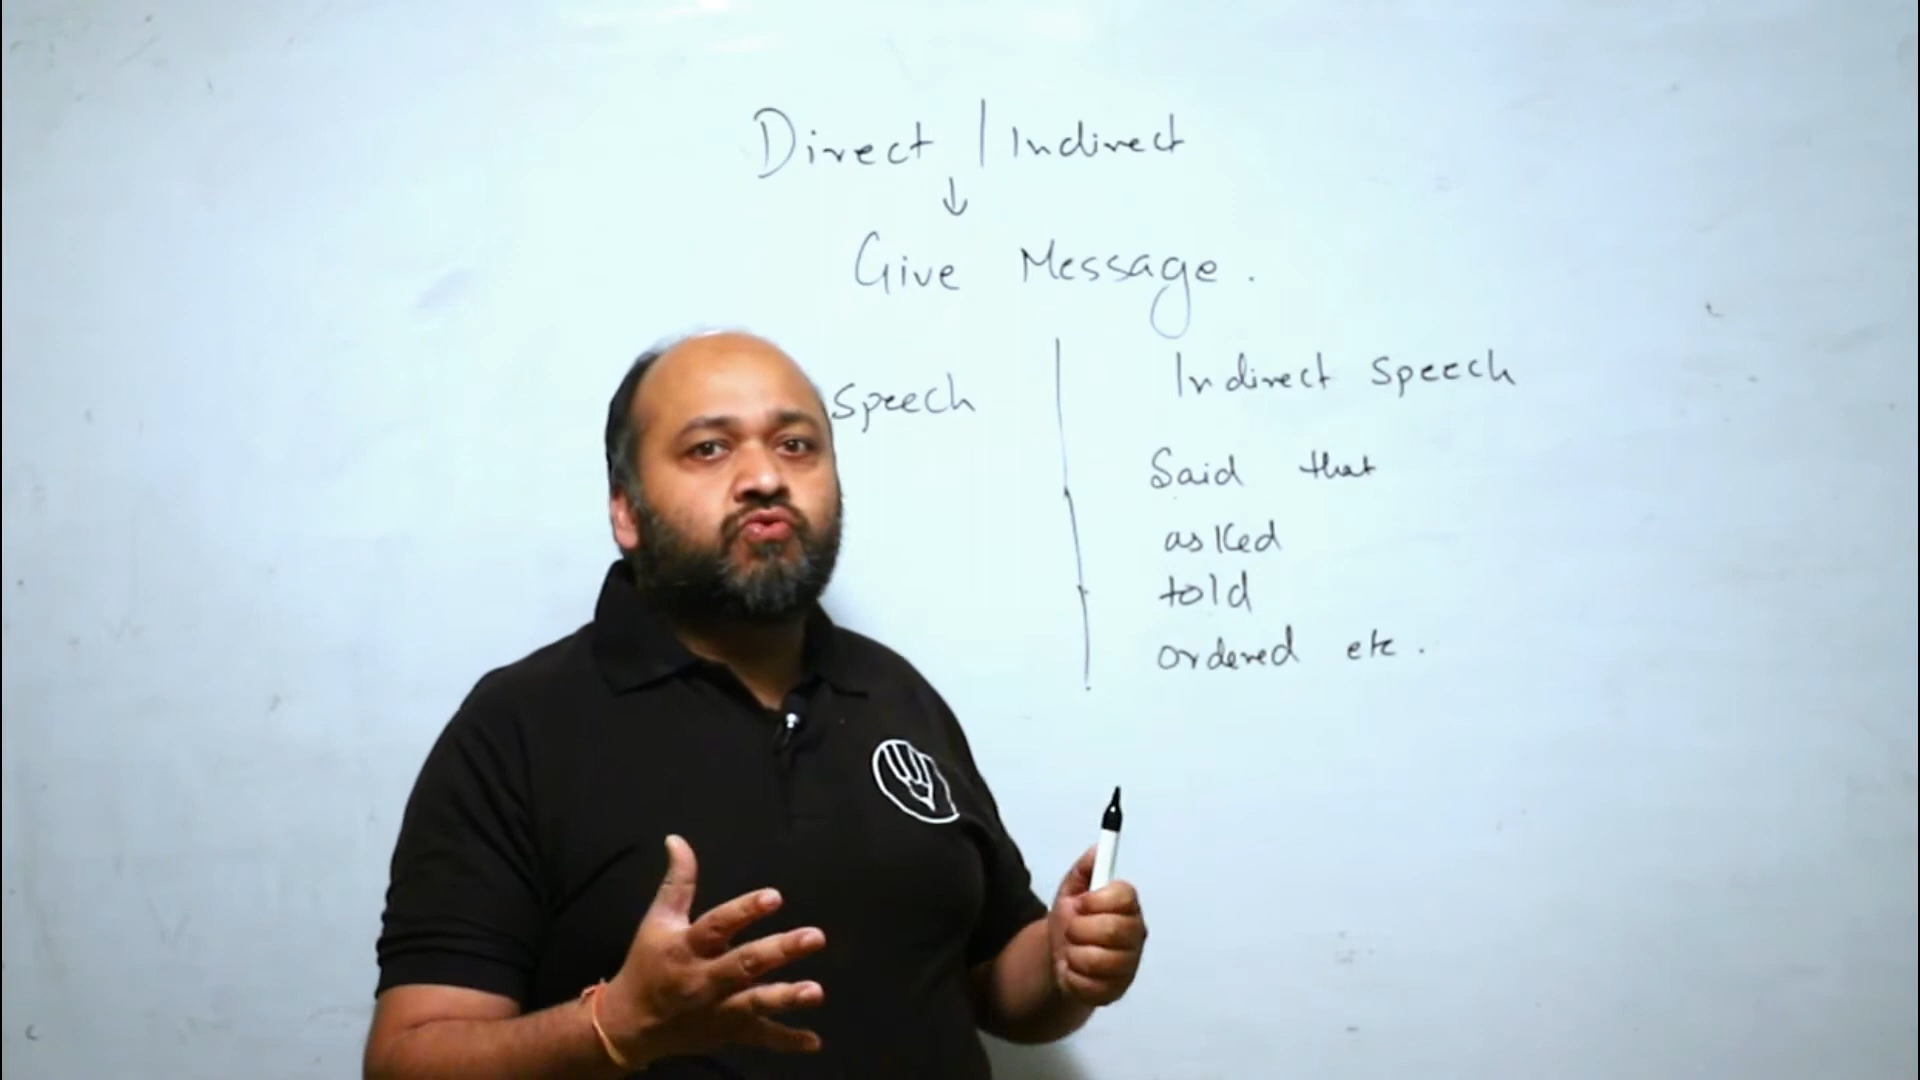 Direct | Indirect
↓
Give Message.
speech
Indirect speech
Said that
asked
told
ordered etc.